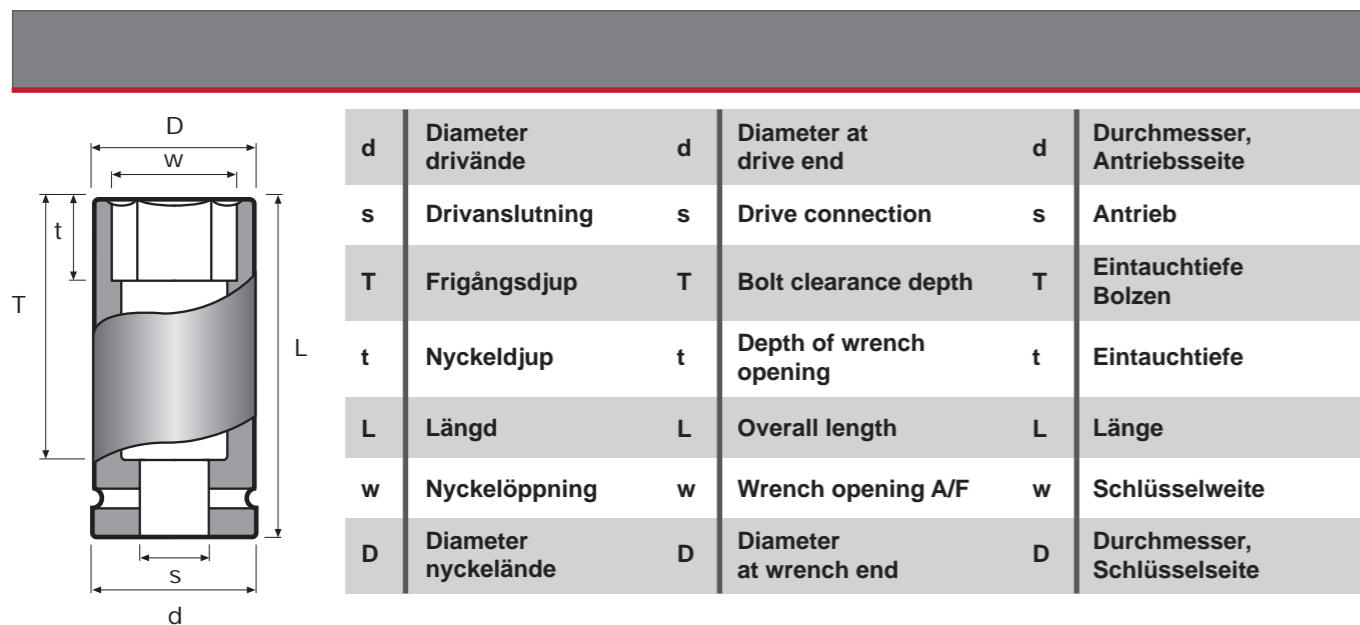 D
w
t
T
L
s
d
d Diameter drivände d Diameter at drive end d Durchmesser, Antriebsseite
s Drivanslutning s Drive connection s Antrieb
T Frigångsdjup T Bolt clearance depth T Eintauchtiefe Bolzen
t Nyckeldjup t Depth of wrench opening t Eintauchtiefe
L Längd L Overall length L Länge
w Nyckelöppning w Wrench opening A/F w Schlüsselweite
D Diameter nyckelände D Diameter at wrench end D Durchmesser, Schlüsselseite